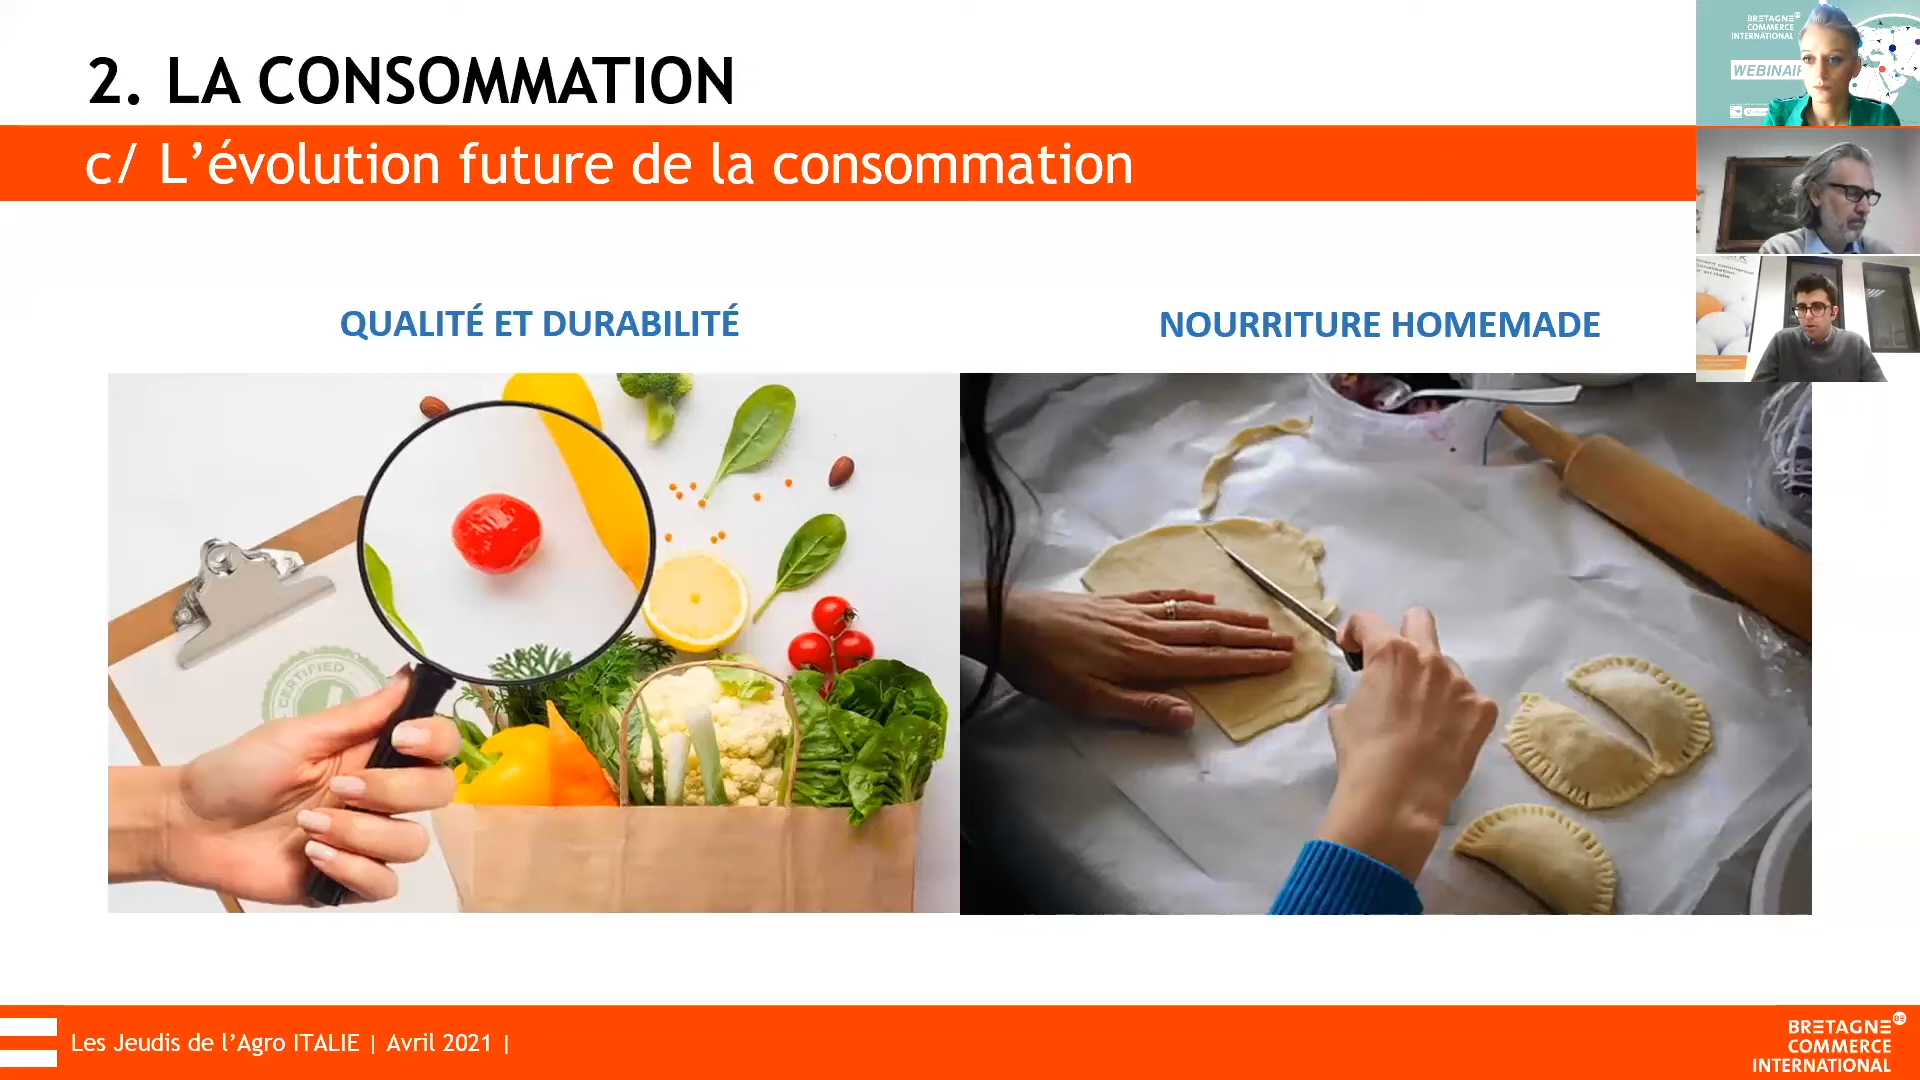 2. LA CONSOMMATION
c/ L’évolution future de la consommation
QUALITÉ ET DURABILITÉ
NOURRITURE HOMEMADE
CERTIFIED
Les Jeudis de l’Agro ITALIE | Avril 2021 |
BRETAGNE
COMMERCE
INTERNATIONAL
BRETAGNE
COMMERCE
INTERNATIONAL
WEBINAIR